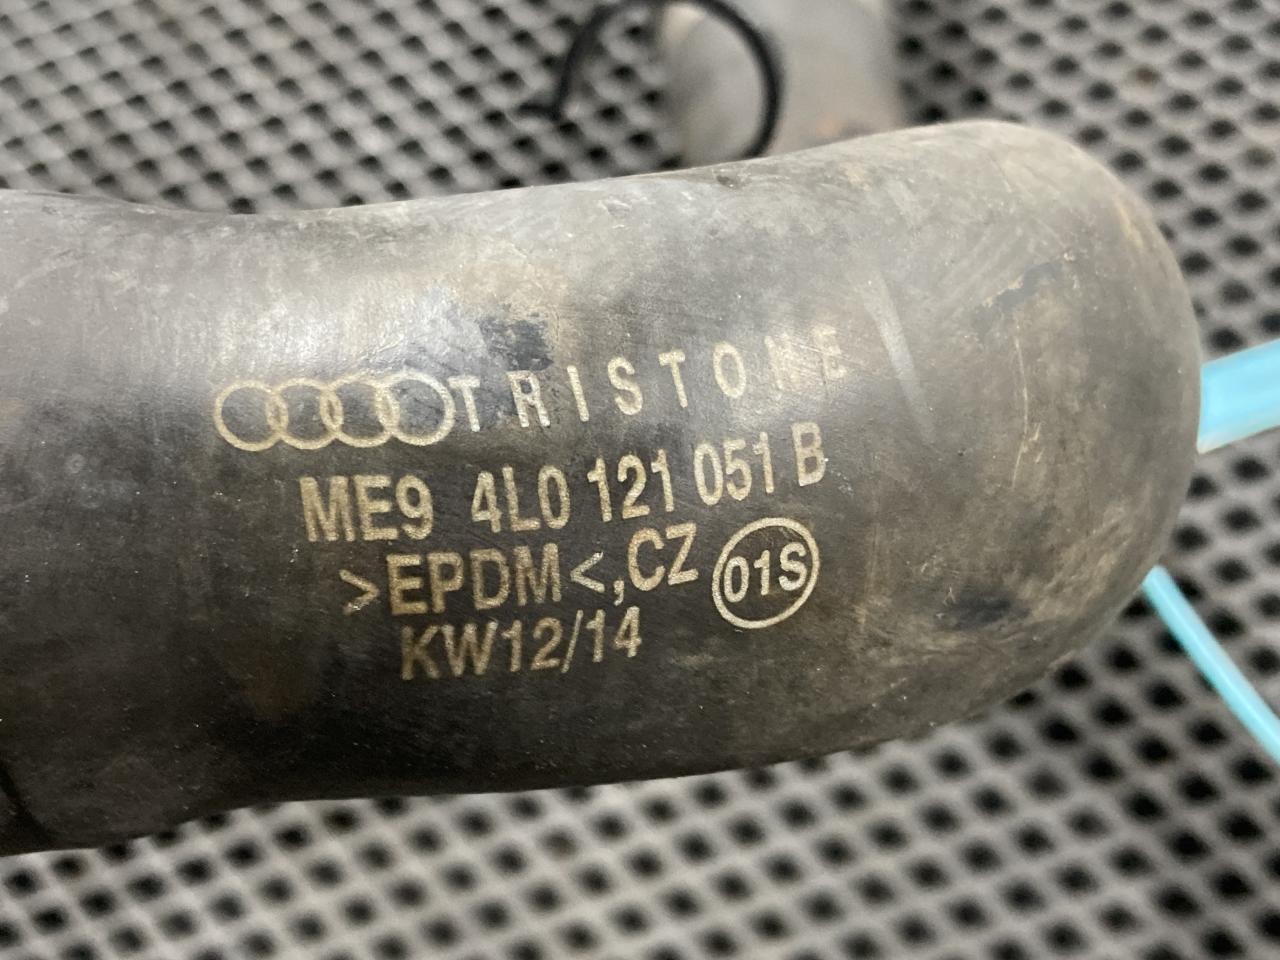 TRISTONE
ME9 4L0 121 051 B
>EPDM<,CZ 01S
KW12/14